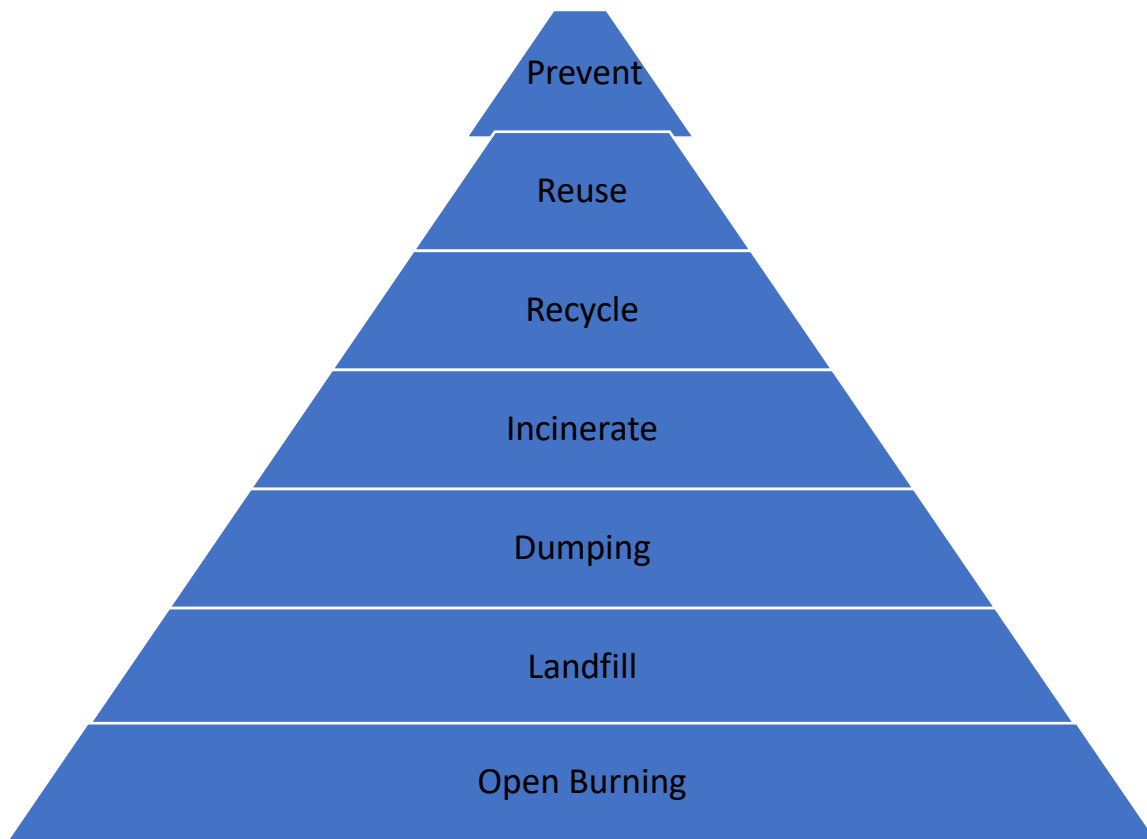 Prevent
Reuse
Recycle
Incinerate
Dumping
Landfill
Open Burning